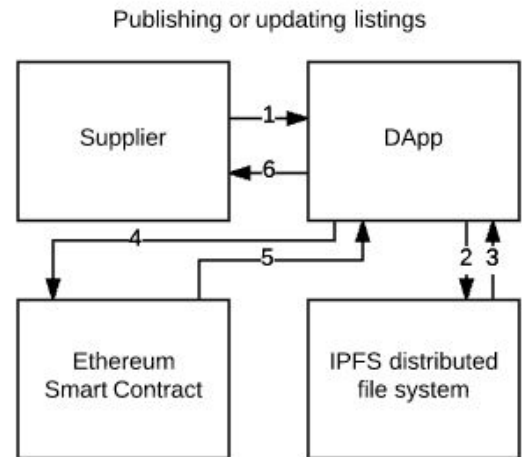 Publishing or updating listings
Supplier
1
DApp
6
4
5
2
3
Ethereum
Smart Contract
IPFS distributed
file system